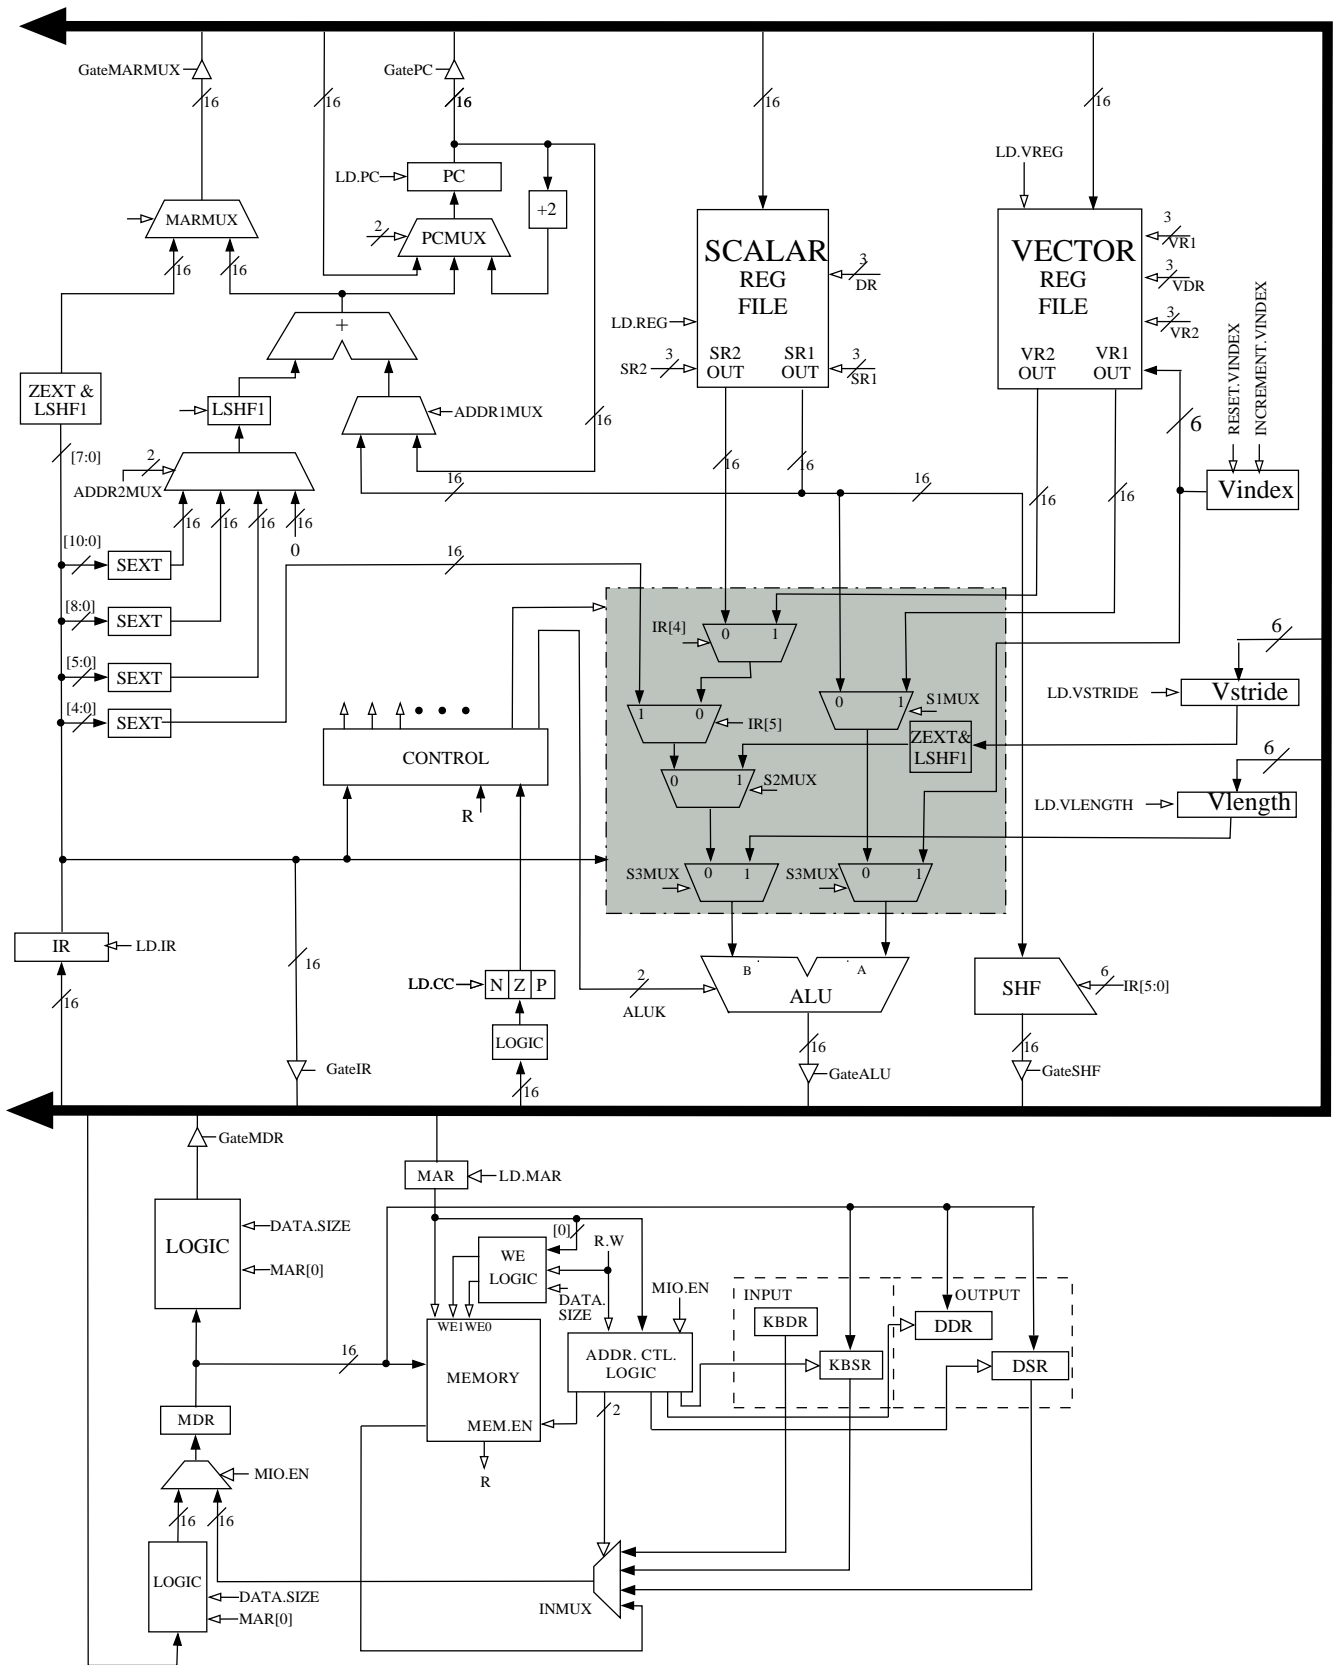 GateMARMUX
GatePC
16
16
16
16
16
LD.VREG
LD.PC
PC
+2
MARMUX
2
PCMUX
16
16
SCALAR
REG
FILE
3
DR
LD.REG
SR2
3
SR2
OUT
SR1
OUT
3
SR1
VECTOR
REG
FILE
3
VR1
3
VDR
3
VR2
VR2
OUT
VR1
OUT
RESET.VINDEX
INCREMENT.VINDEX
+
ZEXT &
LSHF1
LSHF1
ADDR1MUX
16
6
[7:0]
2
ADDR2MUX
16
16
16
16
16
16
16
16
16
16
Vindex
0
[10:0]
SEXT
16
[8:0]
SEXT
[5:0]
SEXT
[4:0]
SEXT
IR[4]
0
1
6
LD.VSTRIDE
Vstride
1
0
IR[5]
0
1
S1MUX
ZEXT&
LSHF1
CONTROL
R
0
1
S2MUX
6
LD.VLENGTH
Vlength
S3MUX
0
1
S3MUX
0
1
IR
LD.IR
16
16
LD.CC
N
Z
P
2
ALUK
B
A
ALU
SHF
6
IR[5:0]
LOGIC
16
16
16
GateIR
GateALU
GateSHF
GateMDR
MAR
LD.MAR
LOGIC
DATA.SIZE
MAR[0]
[0]
WE
LOGIC
R.W
DATA.
SIZE
MIO.EN
INPUT
KBDR
OUTPUT
DDR
WE1WE0
MEMORY
MEM.EN
R
16
ADDR. CTL.
LOGIC
2
KBSR
DSR
MDR
MIO.EN
16
16
LOGIC
DATA.SIZE
MAR[0]
INMUX